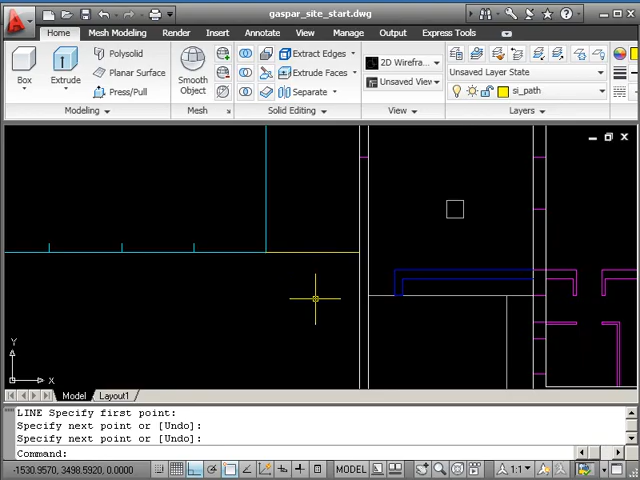 gaspar_site_start.dwg
Home Mesh Modeling Render Insert Annotate View Manage Output Express Tools
Box
Extrude
Polysolid
Planar Surface
Press/Pull
Smooth
Object
Extract Edges
Extrude Faces
Separate
2D Wirefra...
Unsaved View
Unsaved Layer State
si_path
Modeling Mesh Solid Editing View Layers
Y
X
Model Layout1
LINE Specify first point:
Specify next point or [Undo]:
Specify next point or [Undo]:
Command:
-1530.9570, 3498.5920, 0.0000 MODEL 1:1